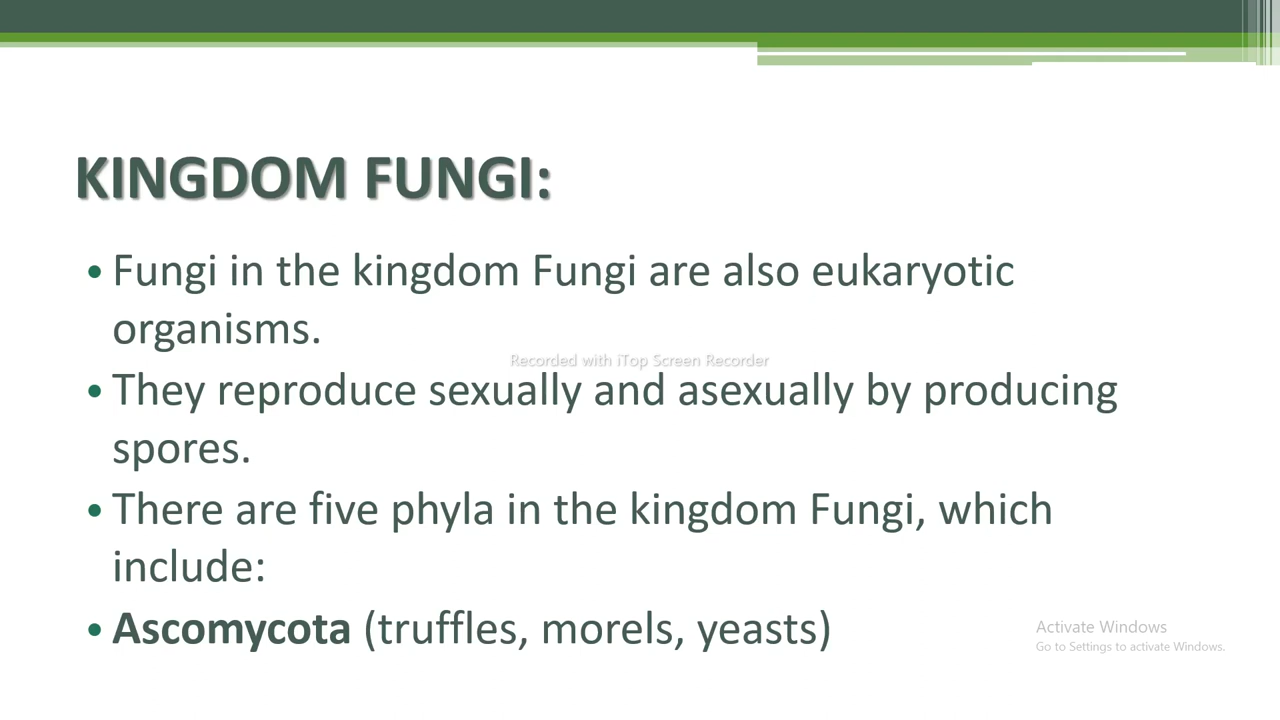 KINGDOM FUNGI:
• Fungi in the kingdom Fungi are also eukaryotic
organisms.
Recorded with iTop Screen Recorder
• They reproduce sexually and asexually by producing
spores.
• There are five phyla in the kingdom Fungi, which
include:
• Ascomycota (truffles, morels, yeasts)
Activate Windows
Go to Settings to activate Windows.